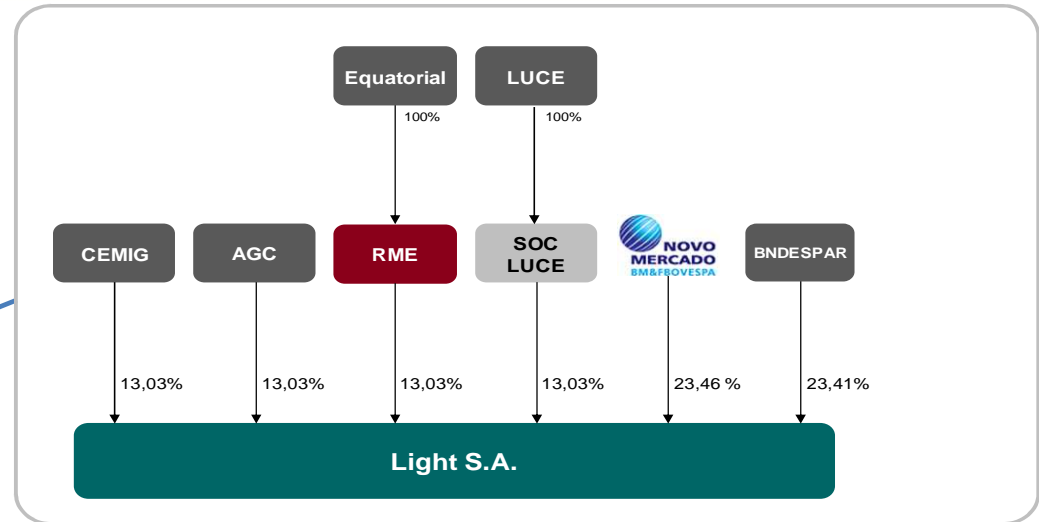 Equatorial
LUCE
100%
100%
CEMIG
AGC
RME
SOC
LUCE
NOVO
MERCADO
BM&FBOVESPA
BNDESPAR
13,03%
13,03%
13,03%
13,03%
23,46 %
23,41%
Light S.A.